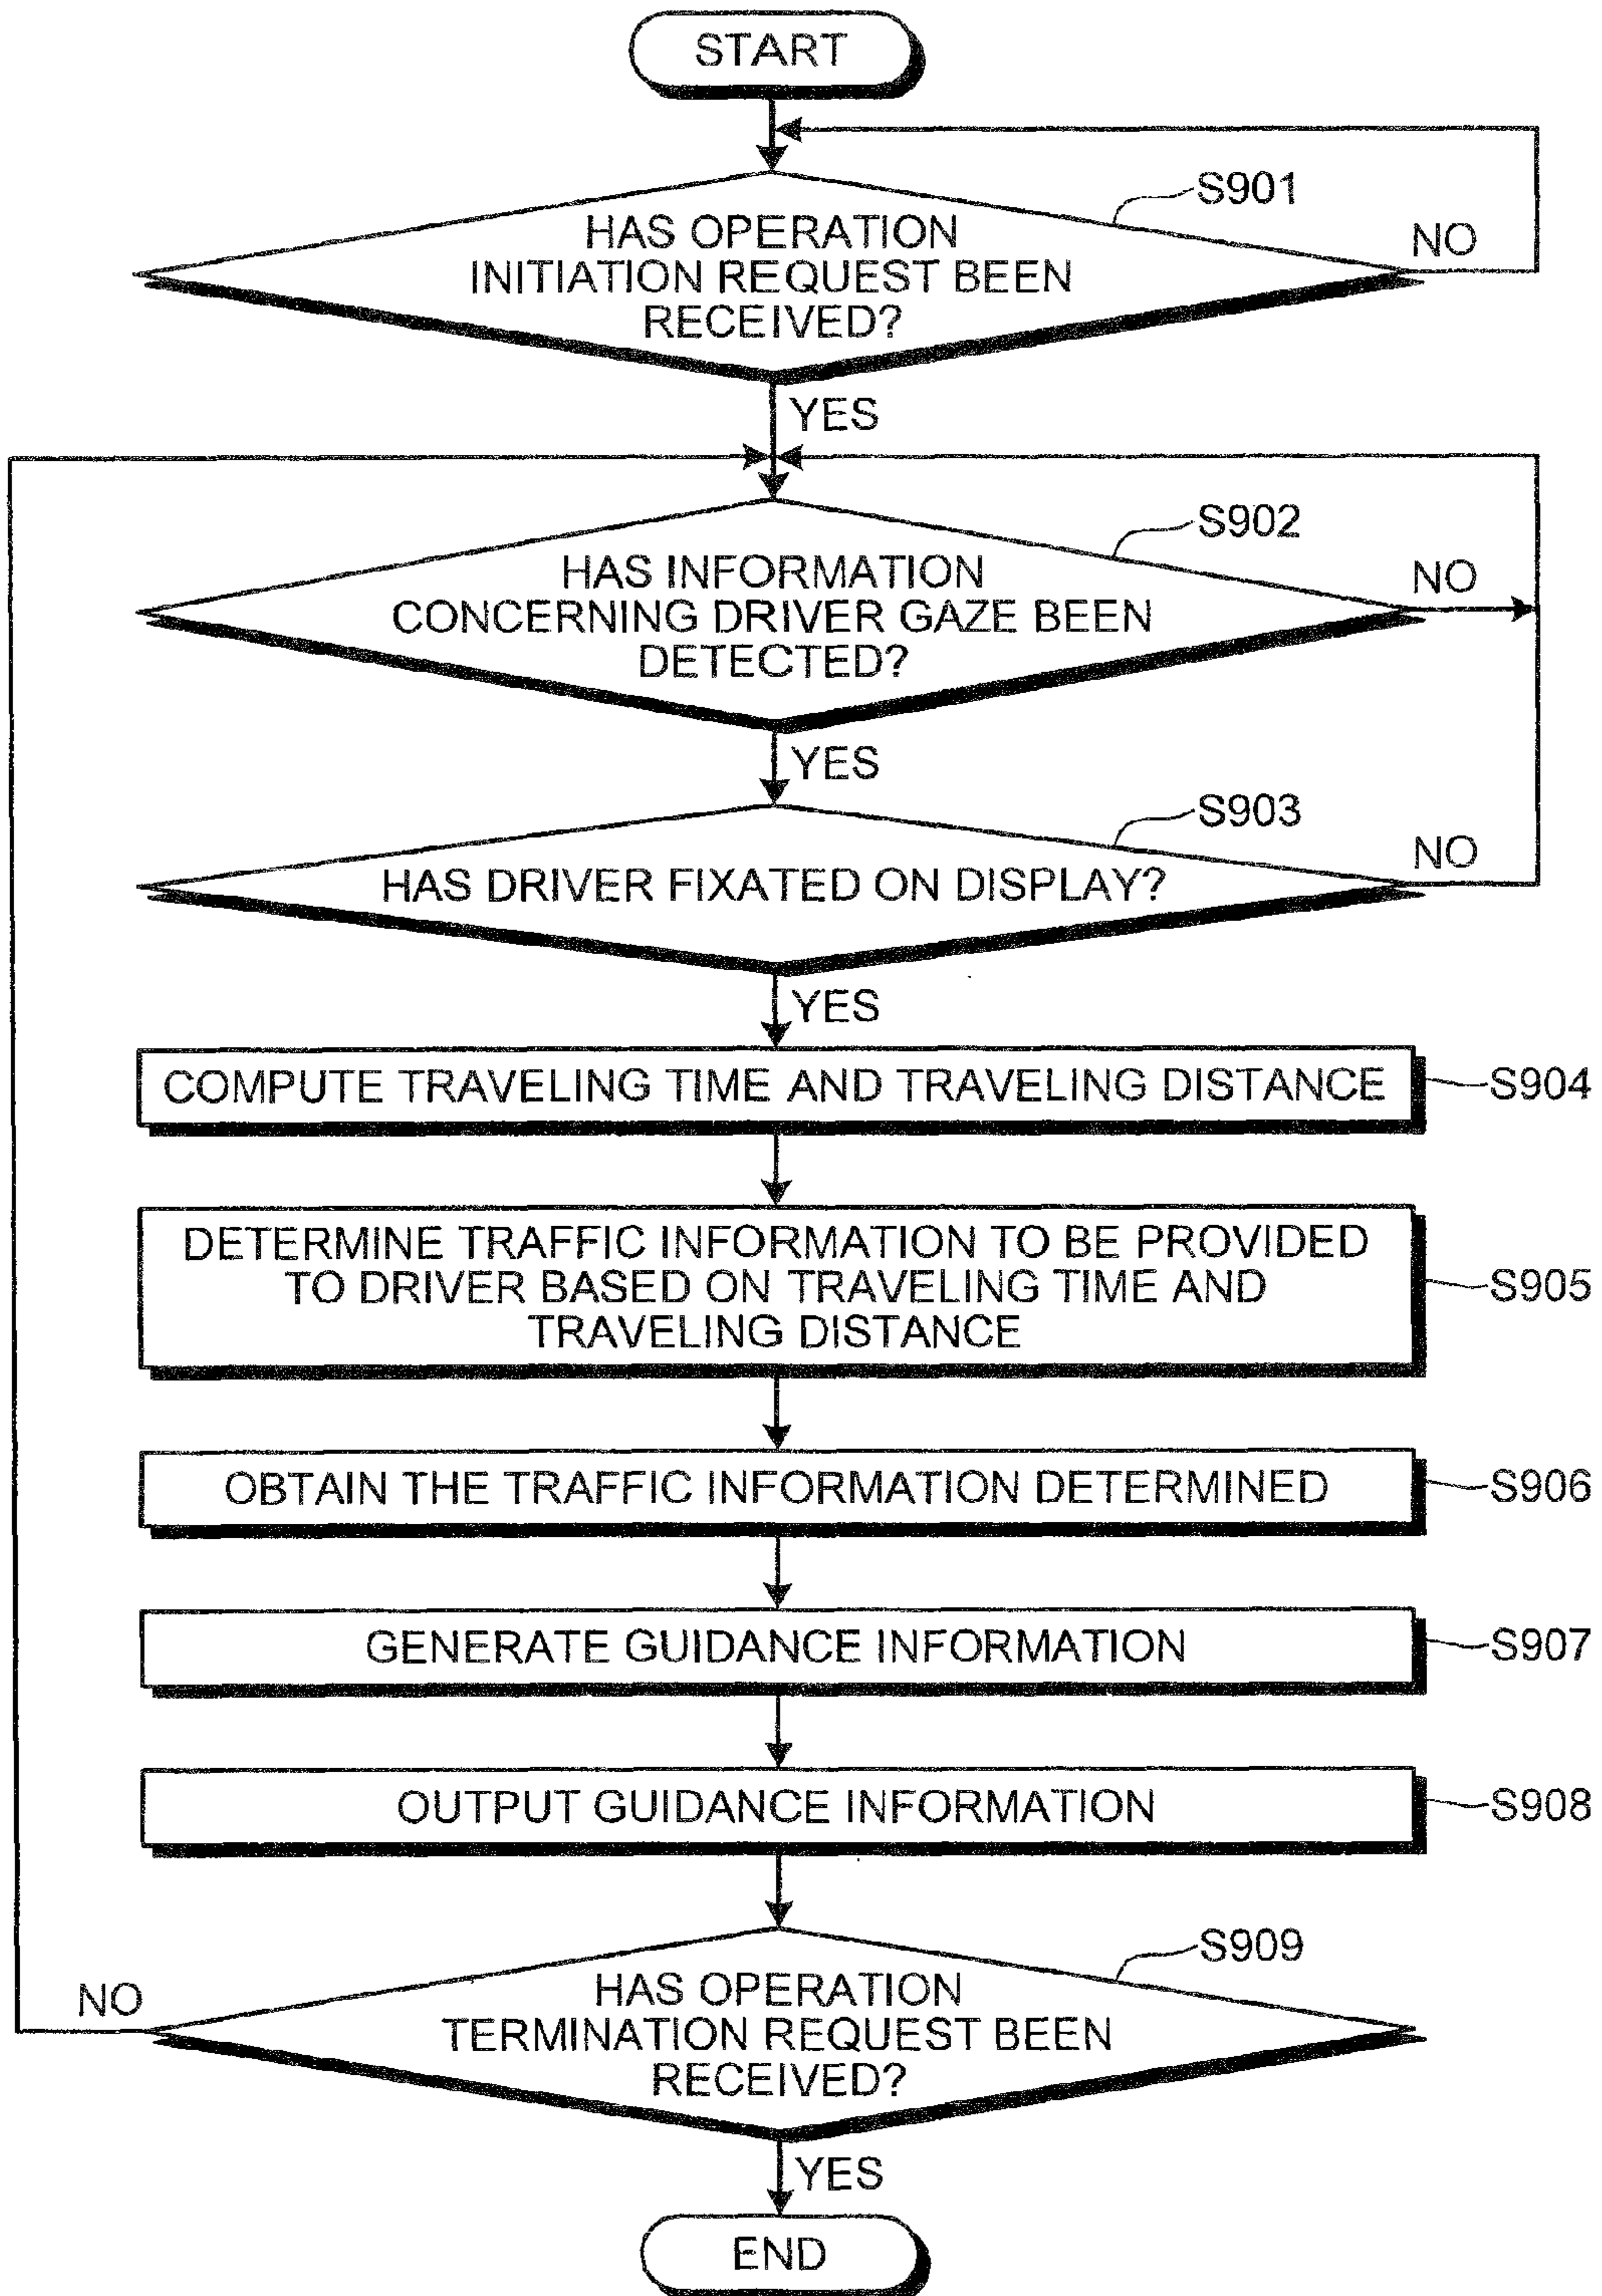 START
S901
HAS OPERATION
INITIATION REQUEST BEEN
RECEIVED?
NO
YES
S902
HAS INFORMATION
CONCERNING DRIVER GAZE BEEN
DETECTED?
NO
YES
S903
HAS DRIVER FIXATED ON DISPLAY?
NO
YES
COMPUTE TRAVELING TIME AND TRAVELING DISTANCE
S904
DETERMINE TRAFFIC INFORMATION TO BE PROVIDED
TO DRIVER BASED ON TRAVELING TIME AND
TRAVELING DISTANCE
S905
OBTAIN THE TRAFFIC INFORMATION DETERMINED
S906
GENERATE GUIDANCE INFORMATION
S907
OUTPUT GUIDANCE INFORMATION
S908
S909
HAS OPERATION
TERMINATION REQUEST BEEN
RECEIVED?
NO
YES
END